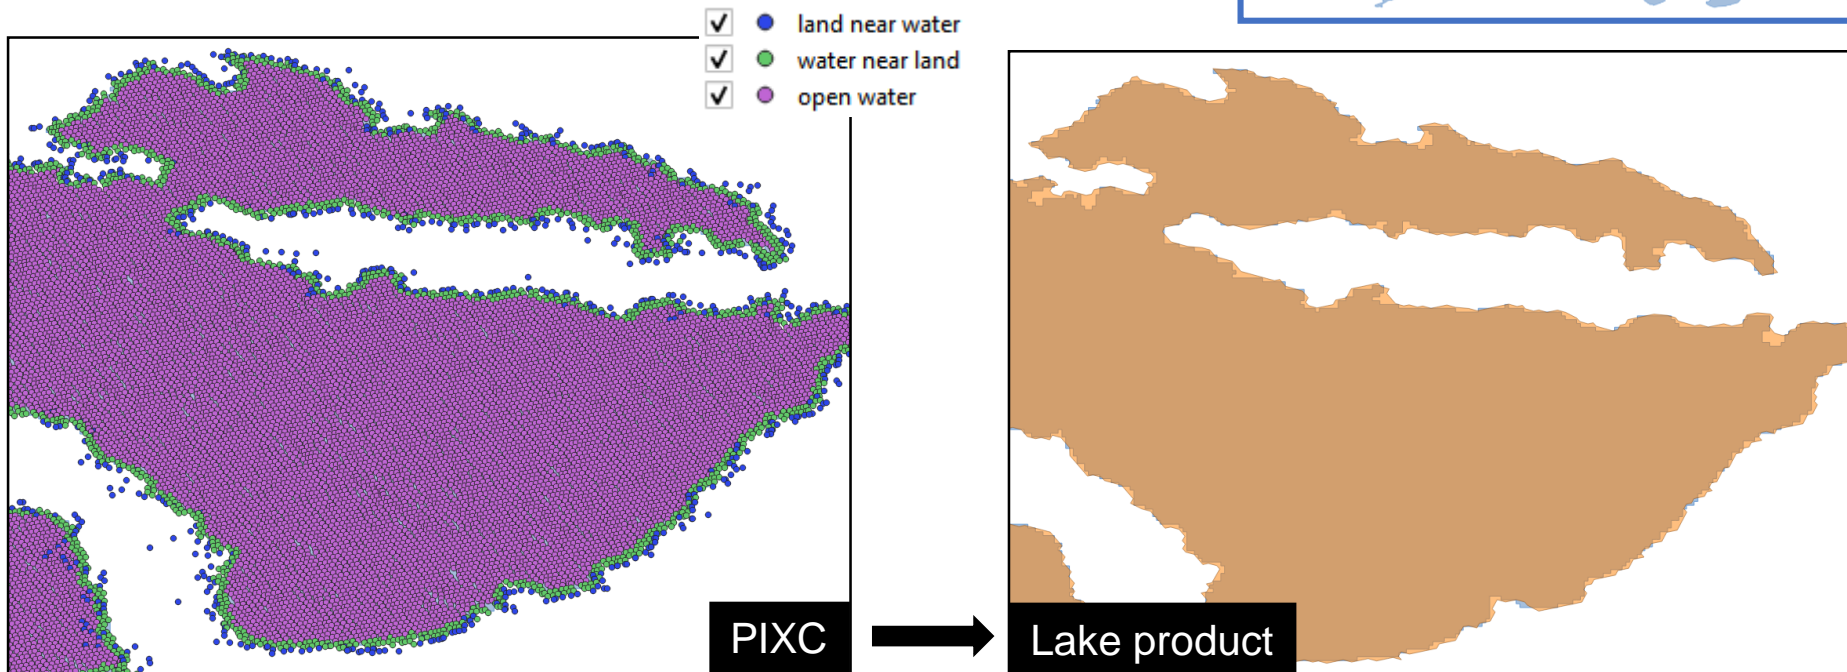 land near water
water near land
open water
PIXC
Lake product